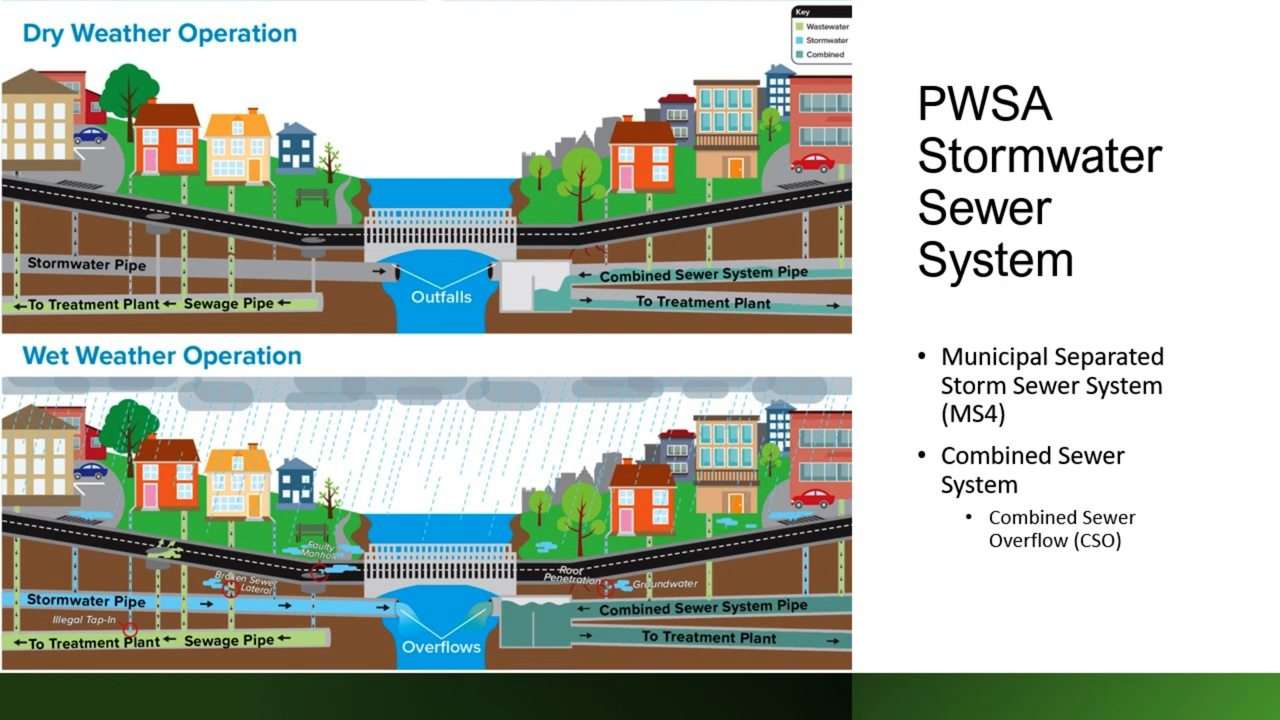 Dry Weather Operation
Key
Wastewater
Stormwater
Combined
Stormwater Pipe
To Treatment Plant
Sewage Pipe
Outfalls
Combined Sewer System Pipe
To Treatment Plant
Wet Weather Operation
Faulty
Manhole
Broken Sewer
Lateral
Root
Penetration
Groundwater
Stormwater Pipe
Illegal Tap-In
To Treatment Plant
Sewage Pipe
Overflows
Combined Sewer System Pipe
To Treatment Plant
PWSA
Stormwater
Sewer
System
• Municipal Separated
Storm Sewer System
(MS4)
• Combined Sewer
System
• Combined Sewer
Overflow (CSO)